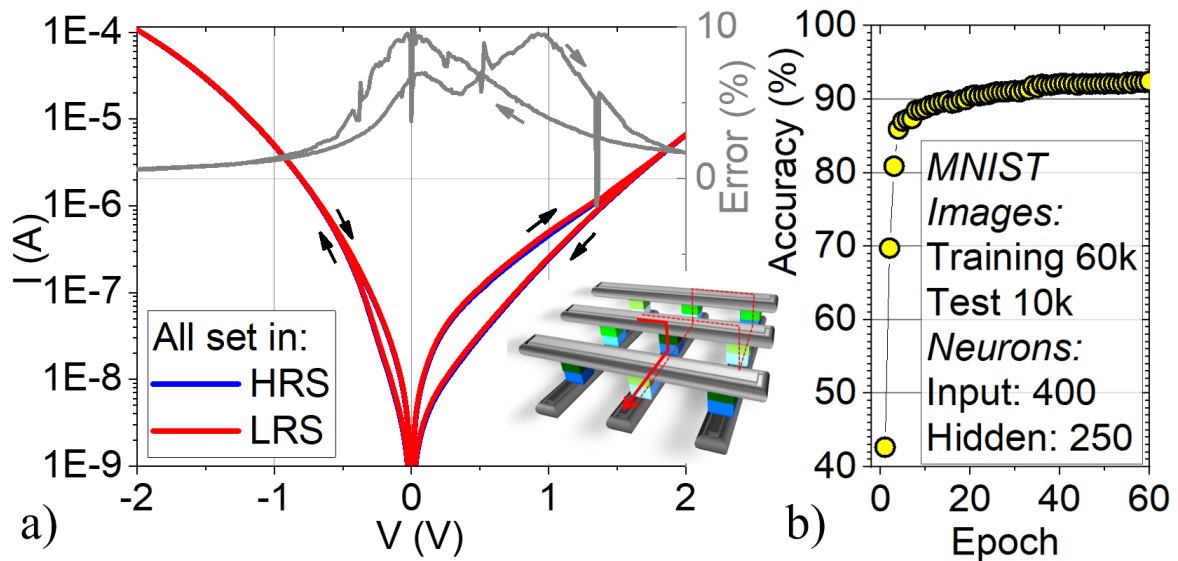 1E-4
1E-5
1E-6
1E-7
1E-8
1E-9
I (A)
-2
-1
0
1
2
V (V)
10
0
Error (%)
All set in:
HRS
LRS
a)
100
90
80
70
60
50
40
Accuracy (%)
MNIST
Images:
Training 60k
Test 10k
Neurons:
Input: 400
Hidden: 250
0
20
40
60
Epoch
b)